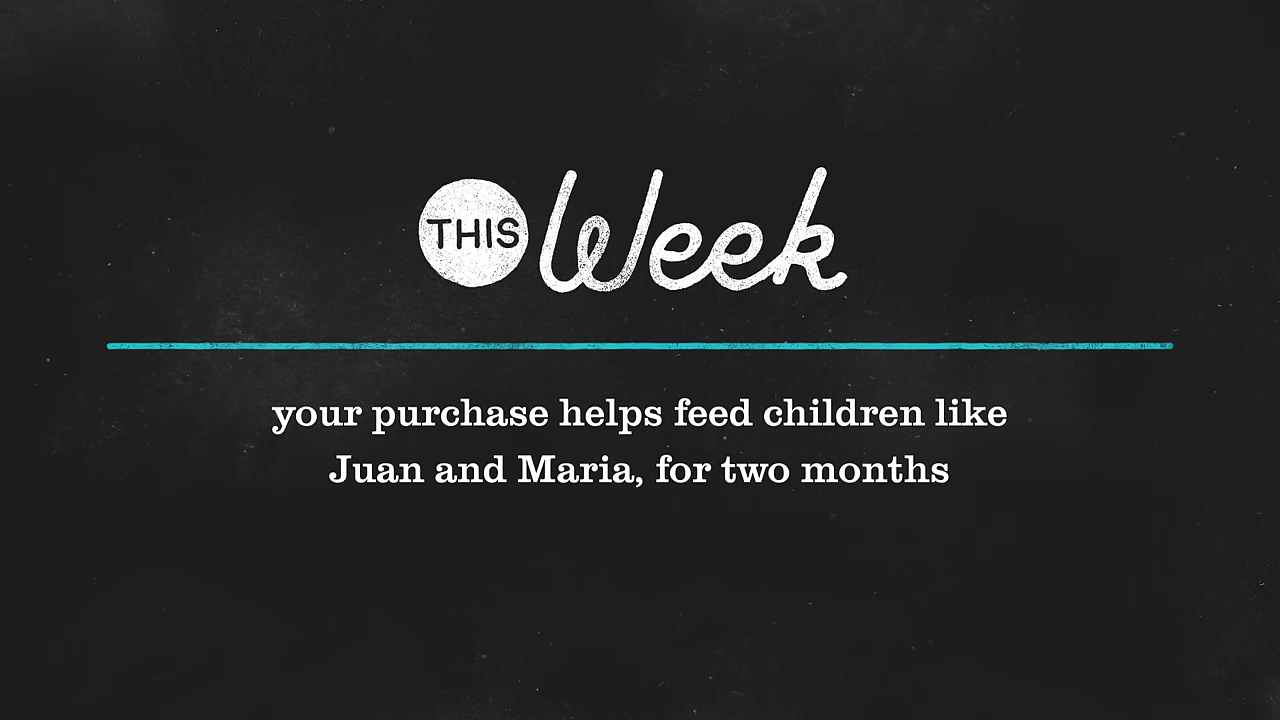 THIS Week
your purchase helps feed children like
Juan and Maria, for two months